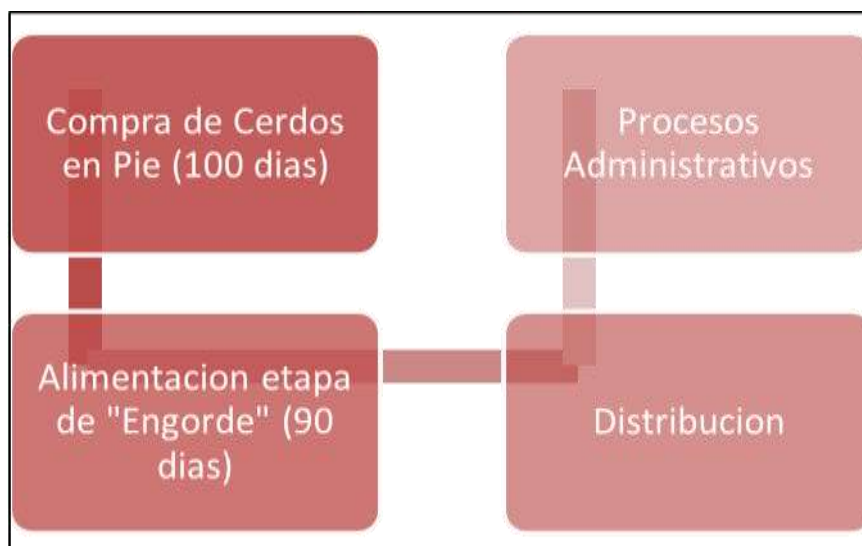 Compra de Cerdos
en Pie (100 dias)
Alimentacion etapa
de "Engorde" (90
dias)
Distribucion
Procesos
Administrativos